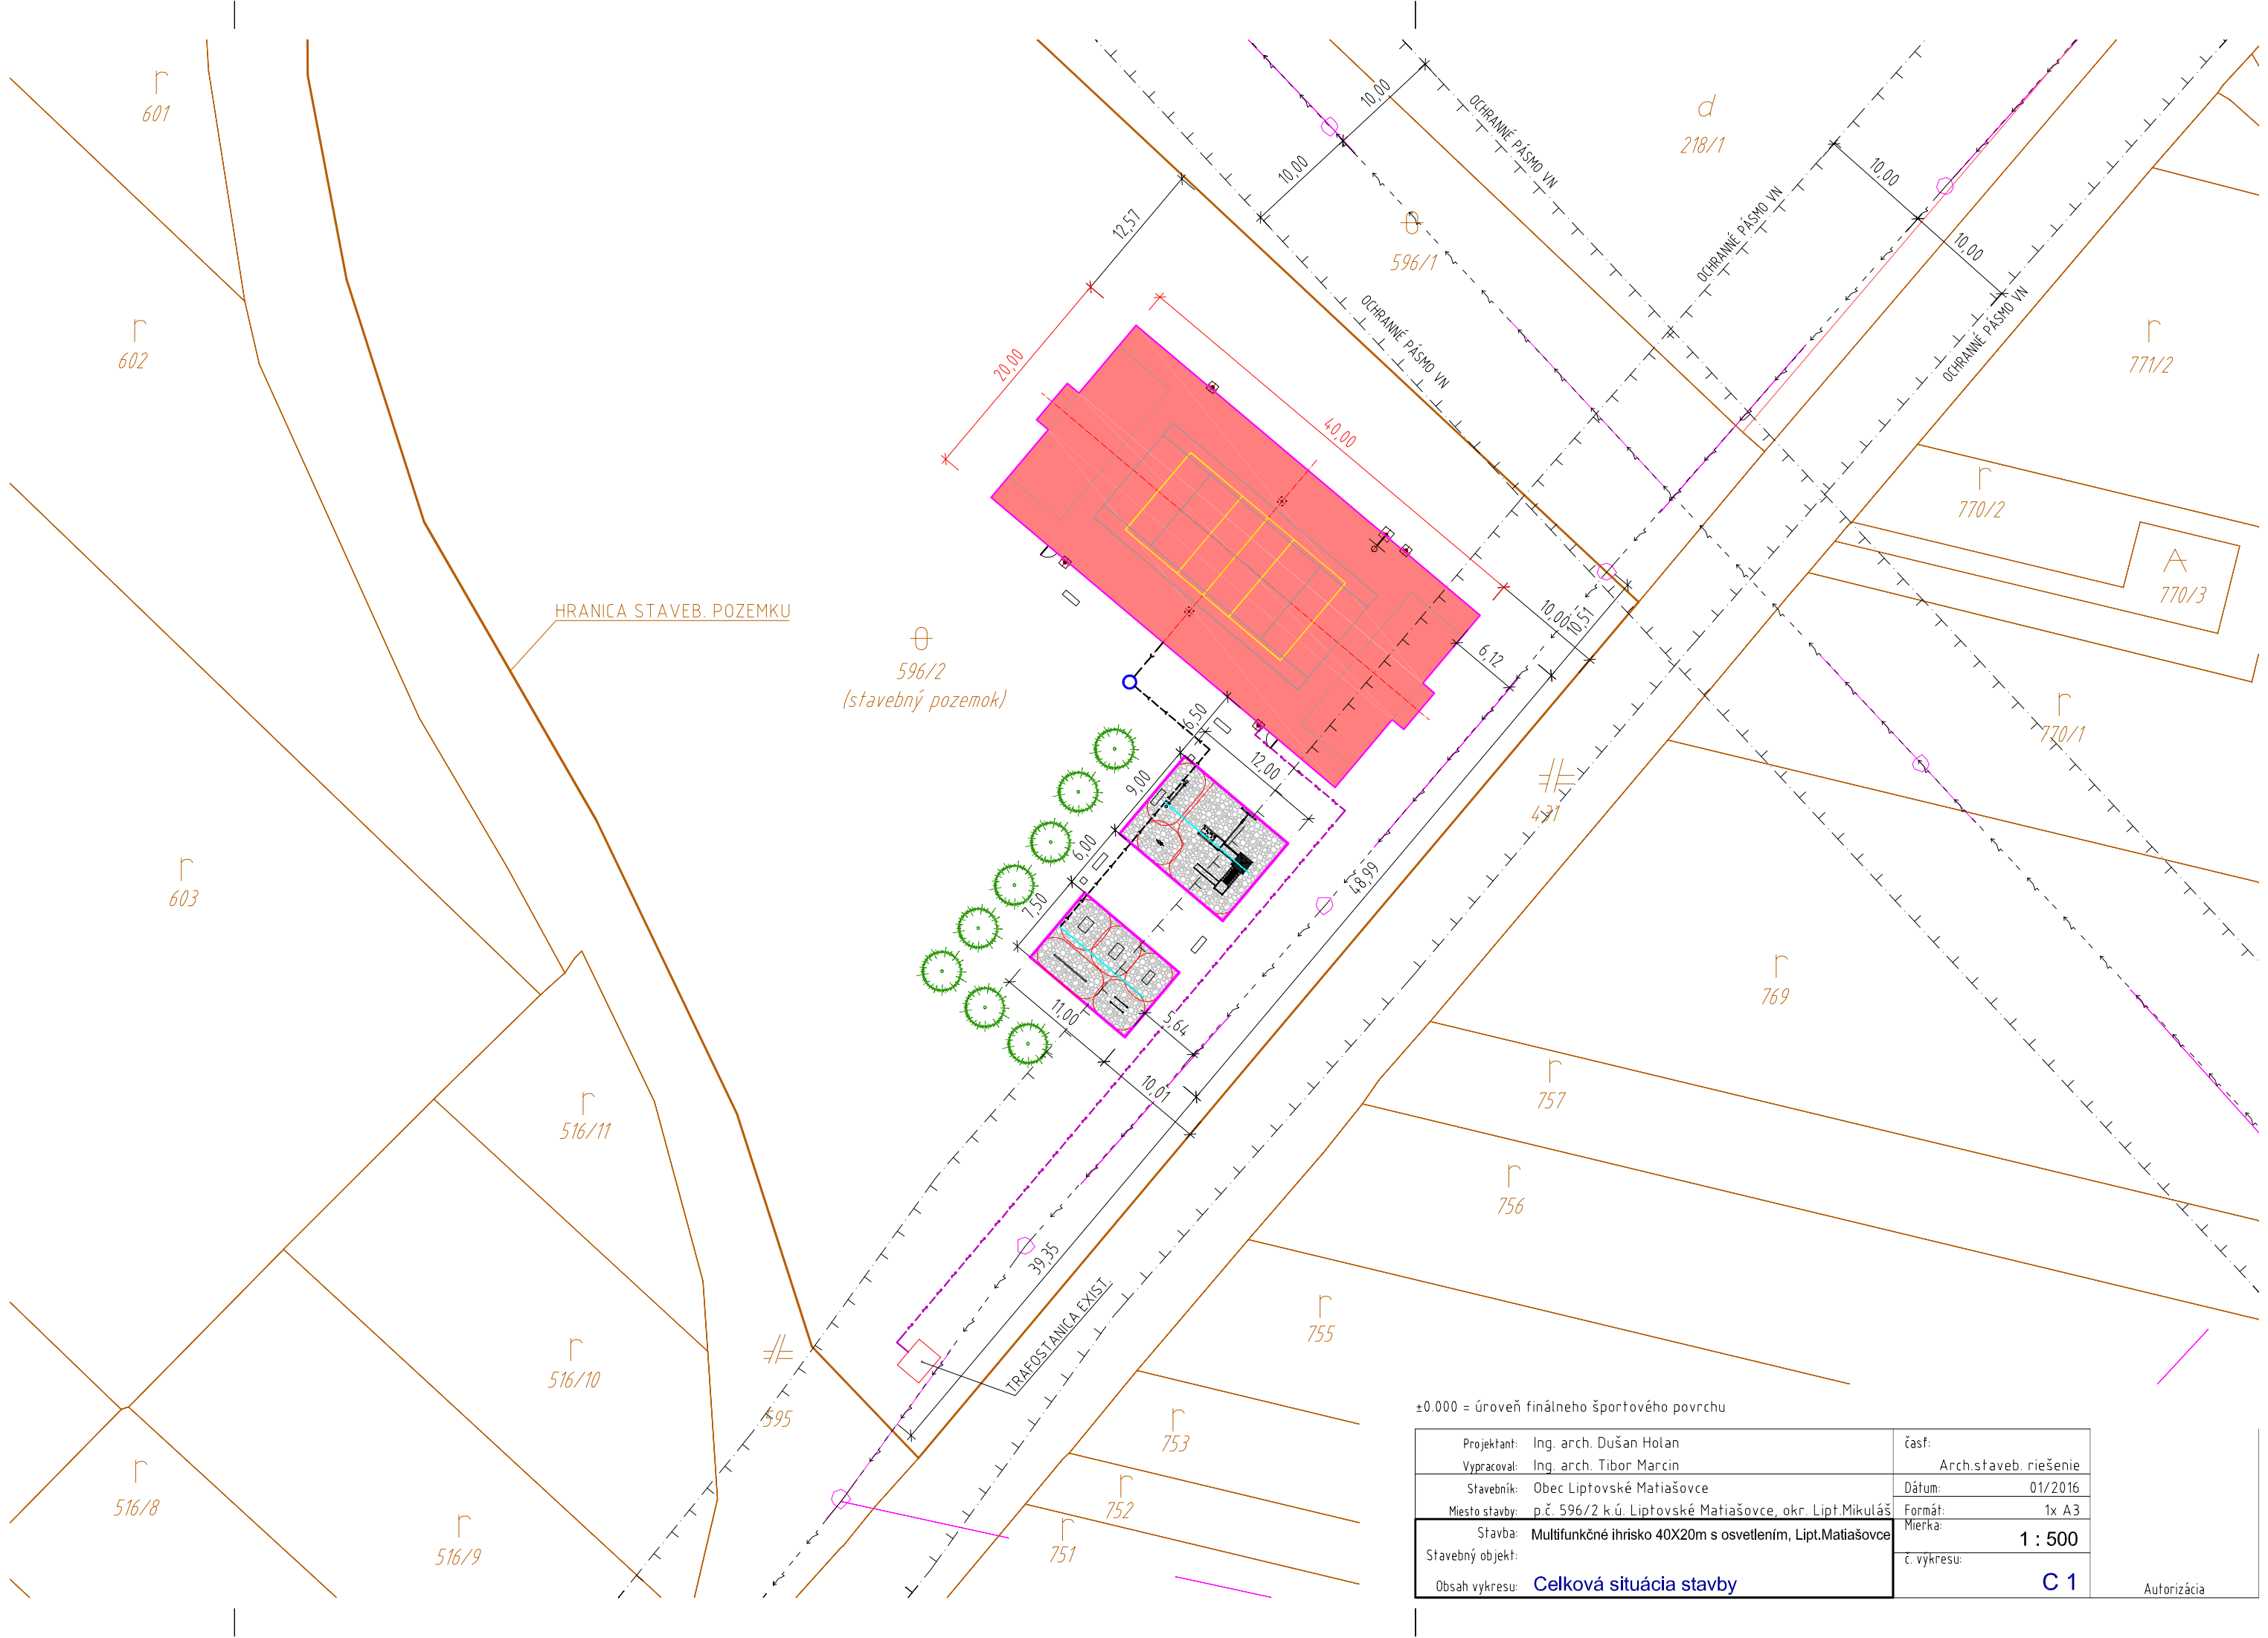 r
601
r
602
r
603
r
516/11
r
516/10
r
516/8
r
516/9
595
HRANICA STAVEB. POZEMKU
596/2
(stavebný pozemok)
d
218/1
596/1
OCHRANNÉ PÁSMO VN
OCHRANNÉ PÁSMO VN
OCHRANNÉ PÁSMO VN
OCHRANNÉ PÁSMO VN
10,00
10,00
10,00
10,00
12,57
20,00
40,00
10,00
10,51
6,12
6,50
12,00
9,00
6,00
7,50
11,00
5,64
10,01
48,99
39,35
TRAFOSTANICA EXIST.
r
771/2
r
770/2
A
770/3
r
770/1
431
r
769
r
757
r
756
r
755
r
753
r
752
r
751
±0.000 = úroveň finálneho športového povrchu
Projektant: Ing. arch. Dušan Holan
Vypracoval: Ing. arch. Tibor Marcin
časť:
Arch.staveb. riešenie
Stavebník: Obec Liptovské Matiašovce
Dátum: 01/2016
Miesto stavby: p.č. 596/2 k.ú. Liptovské Matiašovce, okr. Lipt.Mikuláš
Formát: 1x A3
Stavba: Multifunkčné ihrisko 40X20m s osvetlením, Lipt.Matiašovce
Mierka:
1 : 500
Stavebný objekt:
č. výkresu:
Obsah vykresu: Celková situácia stavby
C 1
Autorizácia